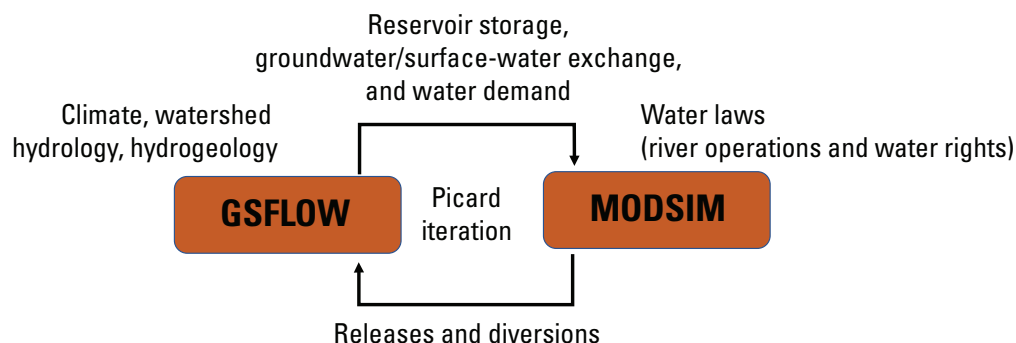 Reservoir storage,
groundwater/surface-water exchange,
and water demand
Climate, watershed
hydrology, hydrogeology
Water laws
(river operations and water rights)
GSFLOW
Picard
iteration
MODSIM
Releases and diversions